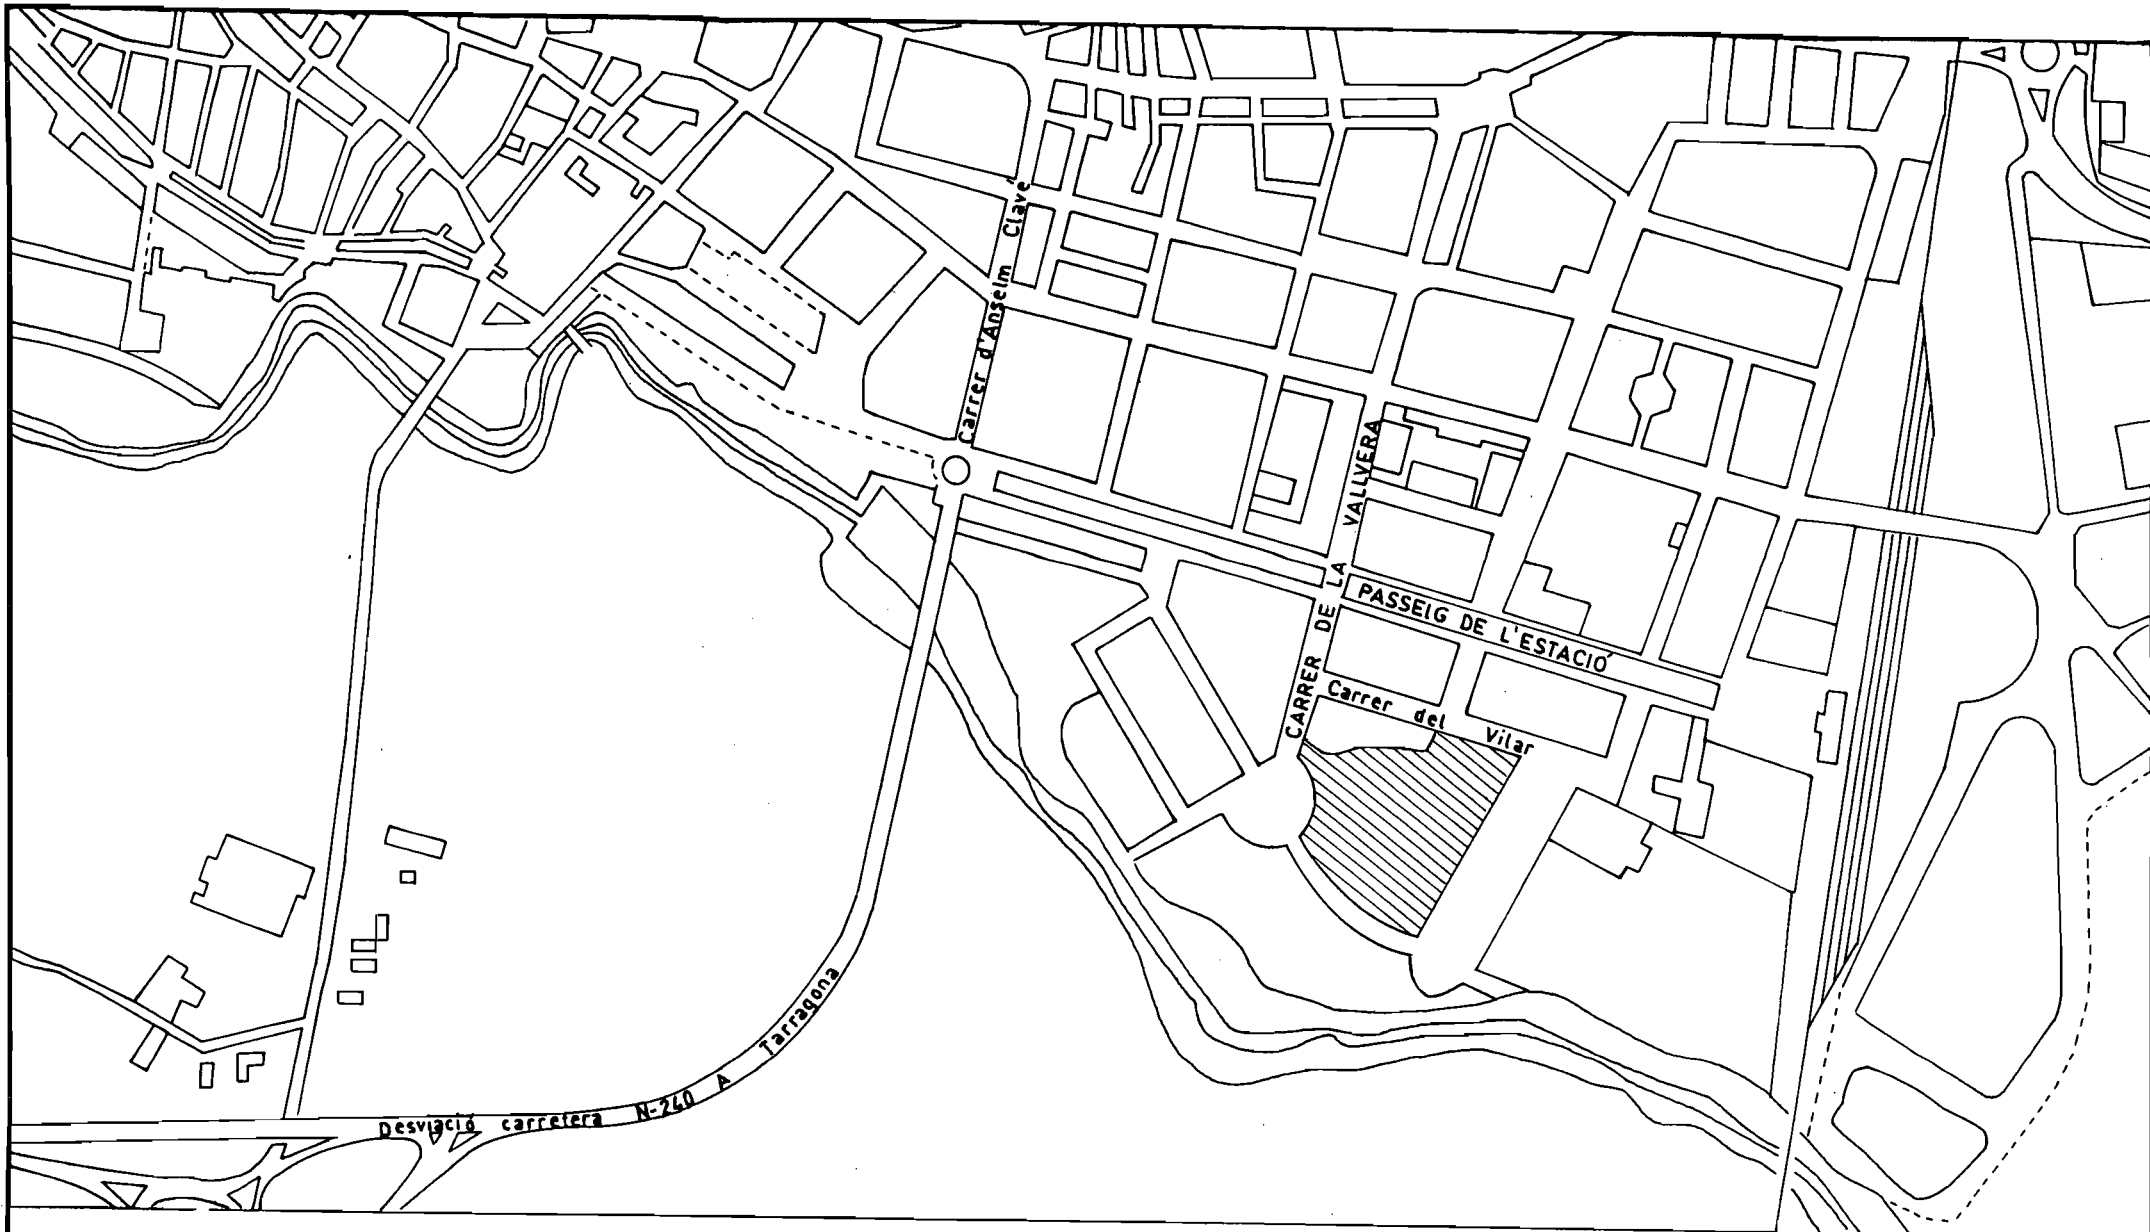 Carrer d'Anselm Clavé
CARRER DE LA VALLVERA
PASSEIG DE L'ESTACIÓ
Carrer del Vilar
Desviació carretera N-240 A Tarragona